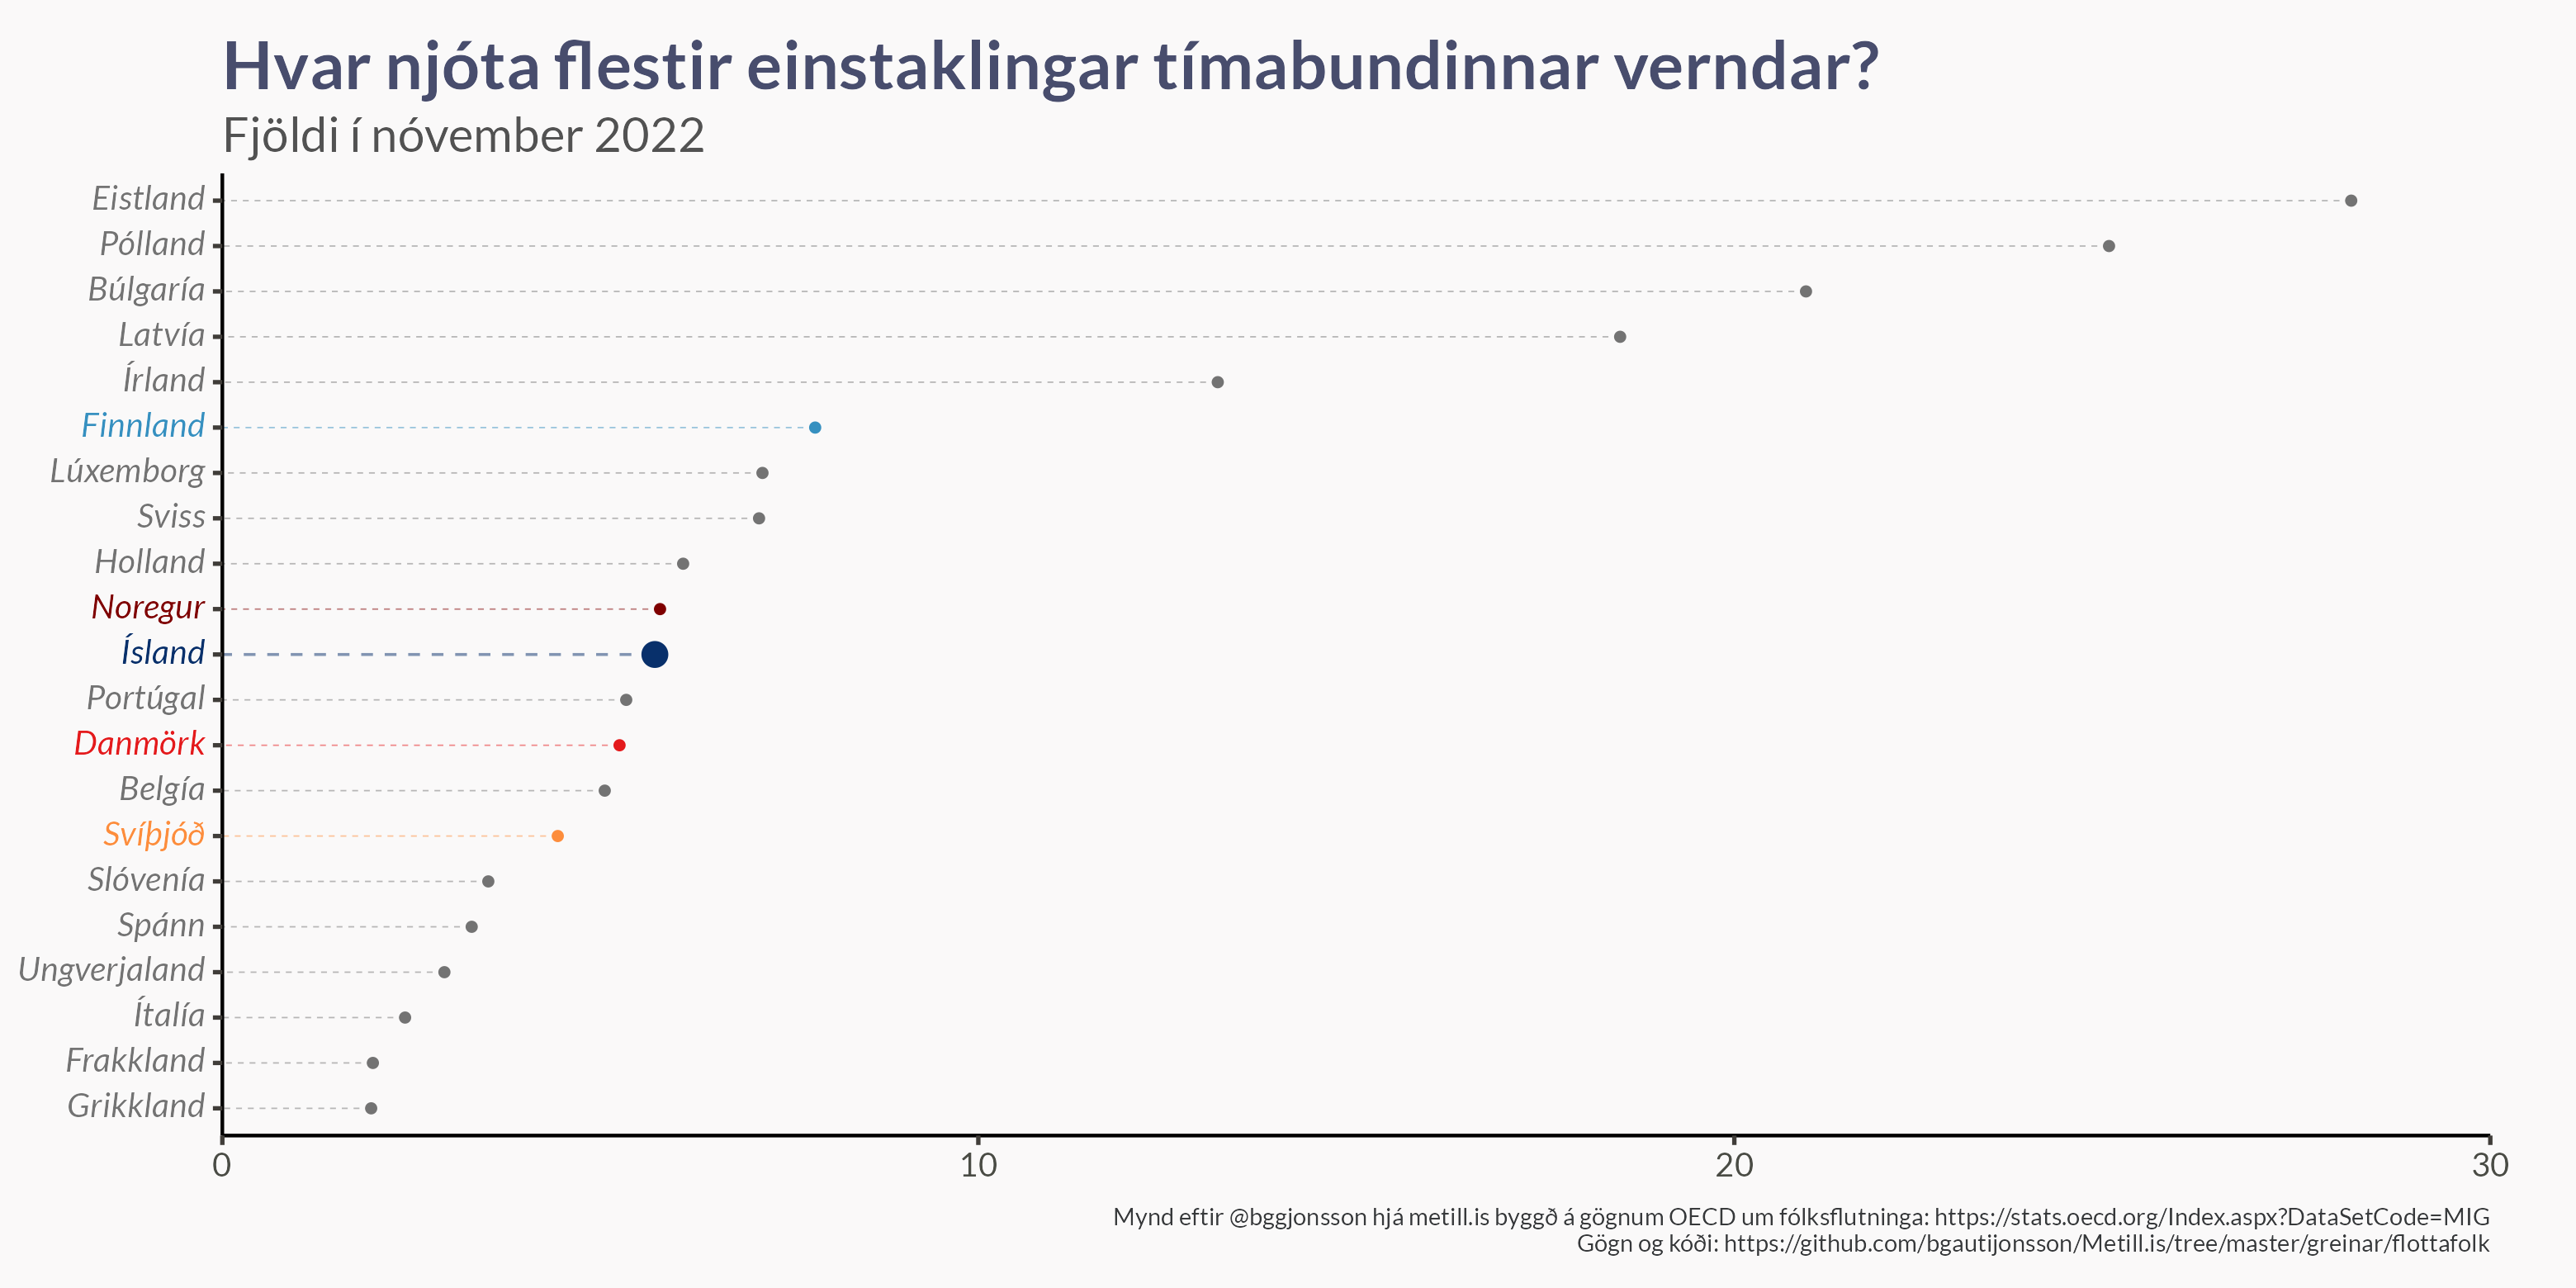 Hvar njóta flestir einstaklingar tímabundinnar verndar?
Fjöldi í nóvember 2022
Eistland
Pólland
Búlgaría
Latvía
Írland
Finnland
Lúxemborg
Sviss
Holland
Noregur
Ísland
Portúgal
Danmörk
Belgía
Svíþjóð
Slóvenía
Spánn
Ungverjaland
Ítalía
Frakkland
Grikkland
0 10 20 30
Mynd eftir @bggjonsson hjá metill.is byggð á gögnum OECD um fólksflutninga: https://stats.oecd.org/Index.aspx?DataSetCode=MIG
Gögn og kóði: https://github.com/bgautijonsson/Metill.is/tree/master/greinar/flottafolk